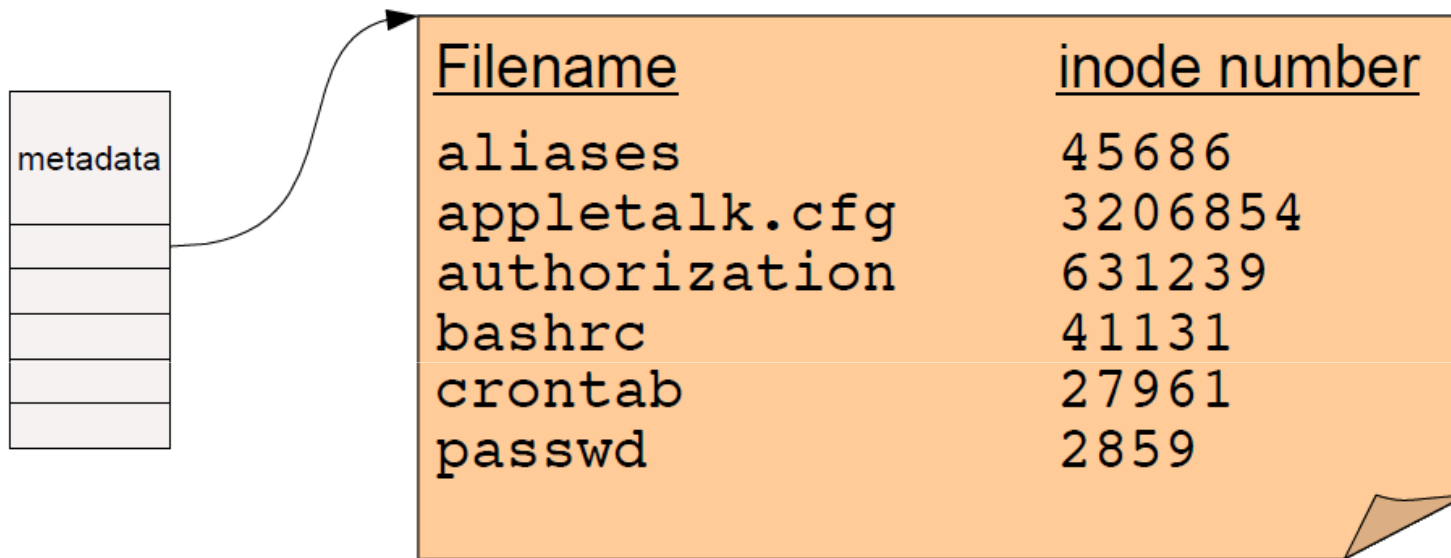 metadata
Filename inode number
aliases 45686
appletalk.cfg 3206854
authorization 631239
bashrc 41131
crontab 27961
passwd 2859